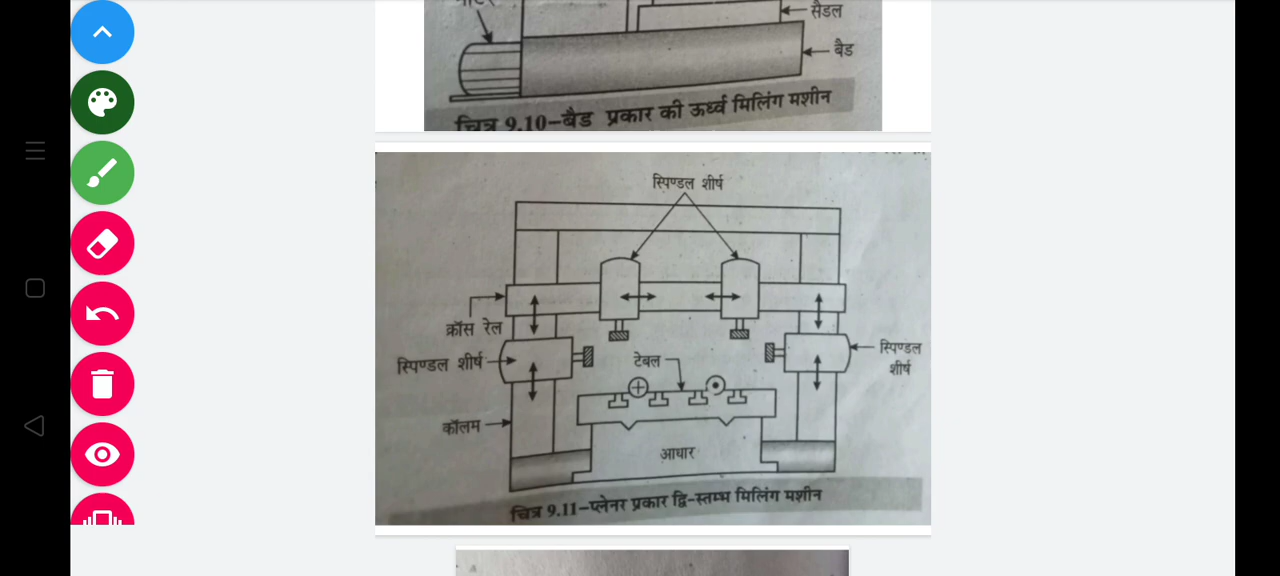 सैडल
बैड
चित्र 9.10–बैड प्रकार की ऊर्ध्व मिलिंग मशीन
स्पिण्डल शीर्ष
क्रॉस रेल
स्पिण्डल शीर्ष
टेबल
स्पिण्डल
शीर्ष
कॉलम
आधार
चित्र 9.11–प्लेनर प्रकार द्वि-स्तम्भ मिलिंग मशीन